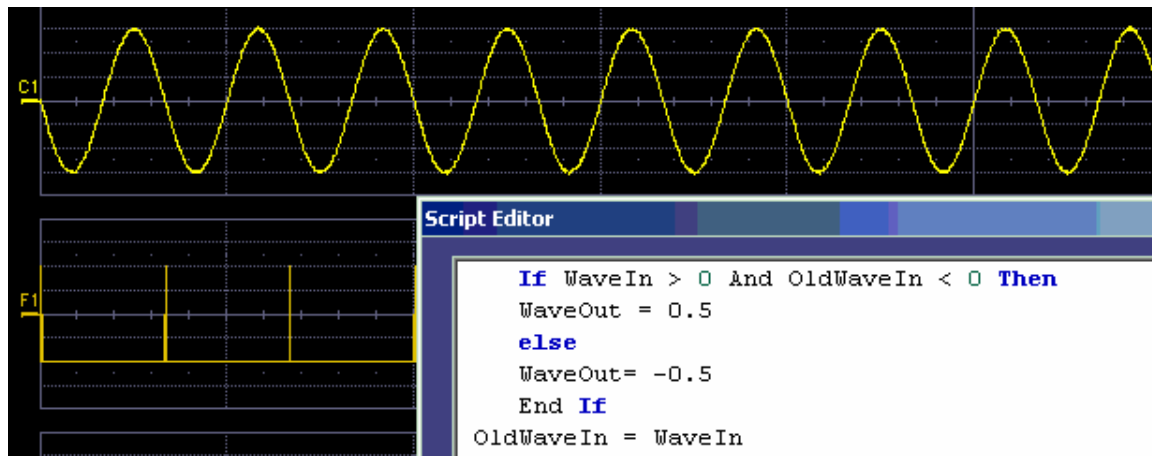 C1
F1
Script Editor
If WaveIn > 0 And OldWaveIn < 0 Then
WaveOut = 0.5
else
WaveOut= -0.5
End If
OldWaveIn = WaveIn